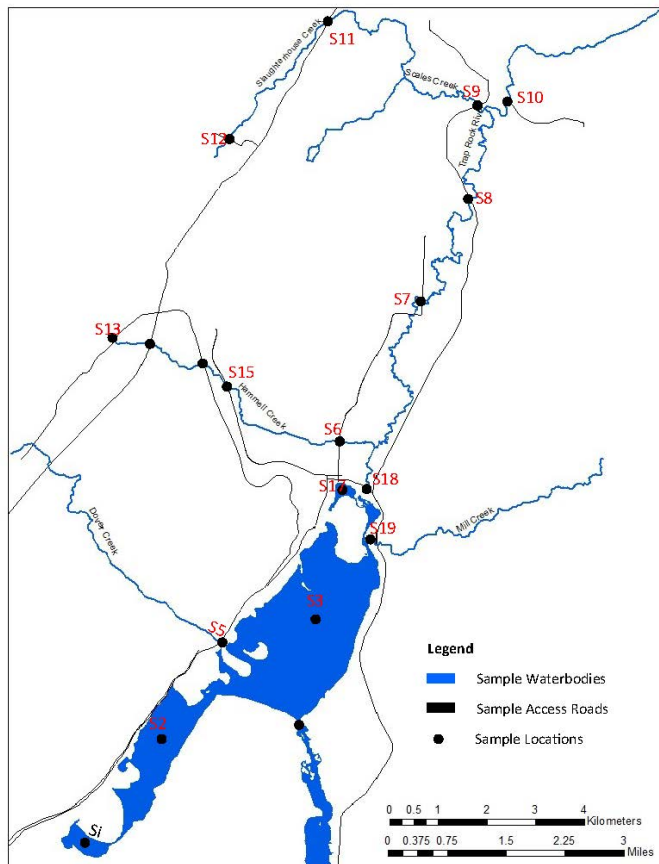 S11
Slaughterhouse Creek
Scales Creek
S9
S10
S12
Trap Rock River
S8
S7
S13
S15
Hammell Creek
S6
S17
S18
S19
Mill Creek
Dover Creek
S3
S5
Legend
Sample Waterbodies
Sample Access Roads
Sample Locations
S2
Si
0 0.5 1 2 3 4
Kilometers
0 0.375 0.75 1.5 2.25 3
Miles